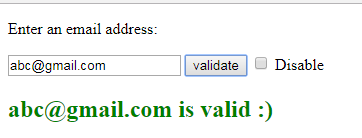 Enter an email address:
abc@gmail.com validate Disable
abc@gmail.com is valid :)